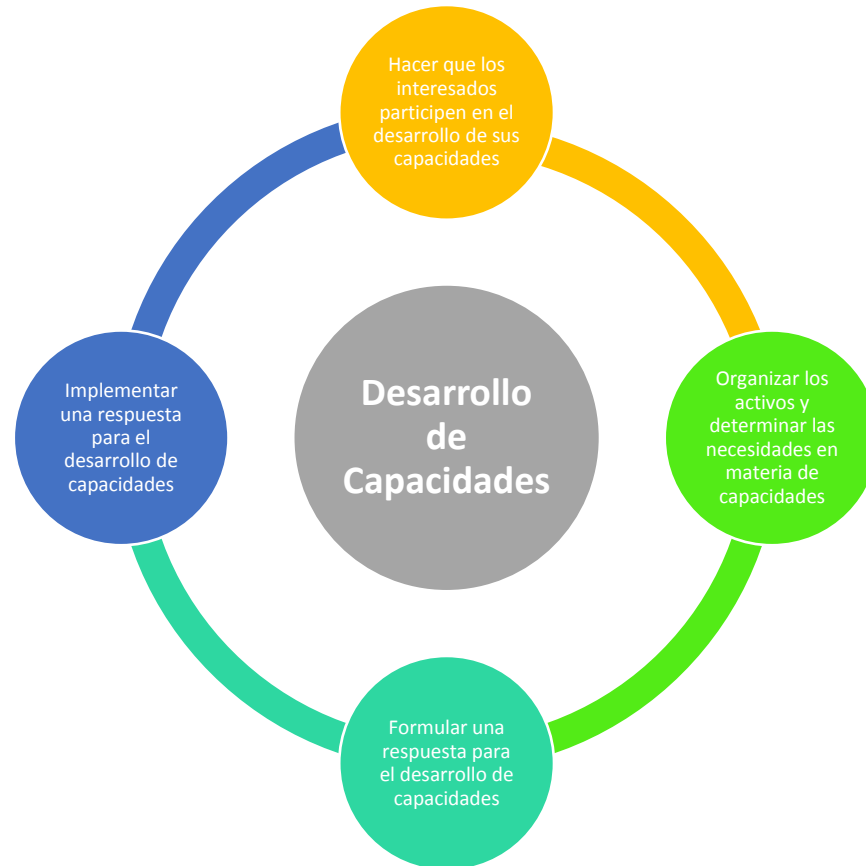 Hacer que los
interesados
participen en el
desarrollo de sus
capacidades
Organizar los
activos y
determinar las
necesidades en
materia de
capacidades
Formular una
respuesta para
el desarrollo de
capacidades
Implementar
una respuesta
para el
desarrollo de
capacidades
Desarrollo
de
Capacidades